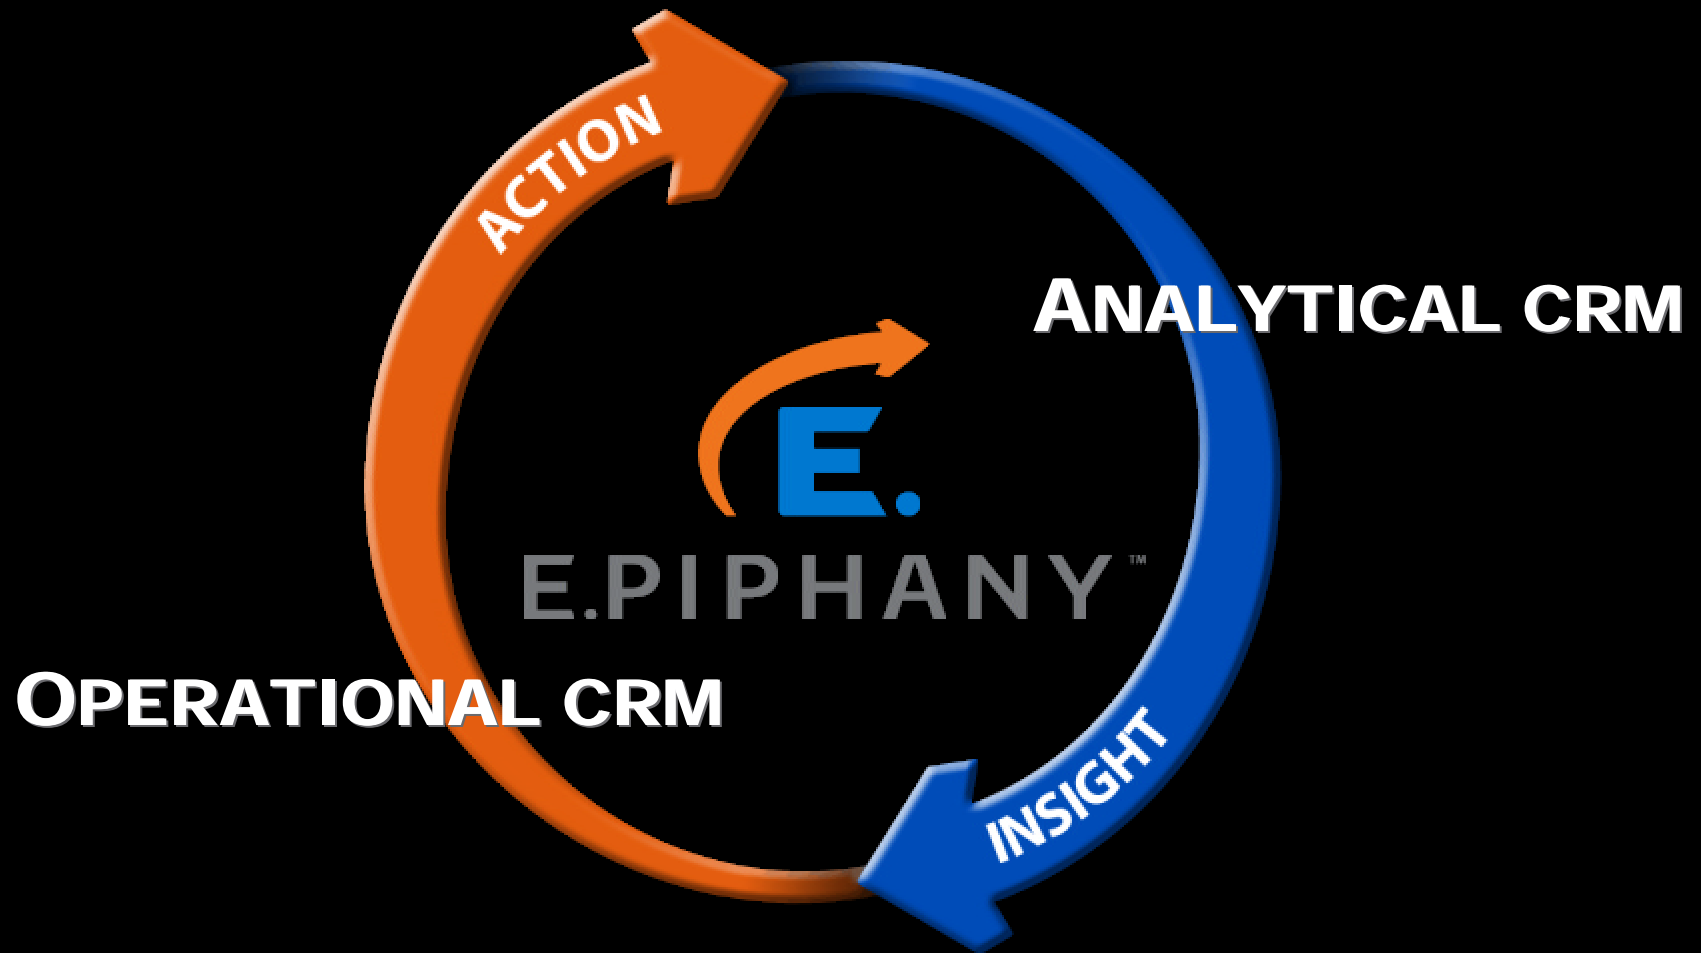 ACTION
ANALYTICAL CRM
E.
E.PIPHANY™
OPERATIONAL CRM
INSIGHT